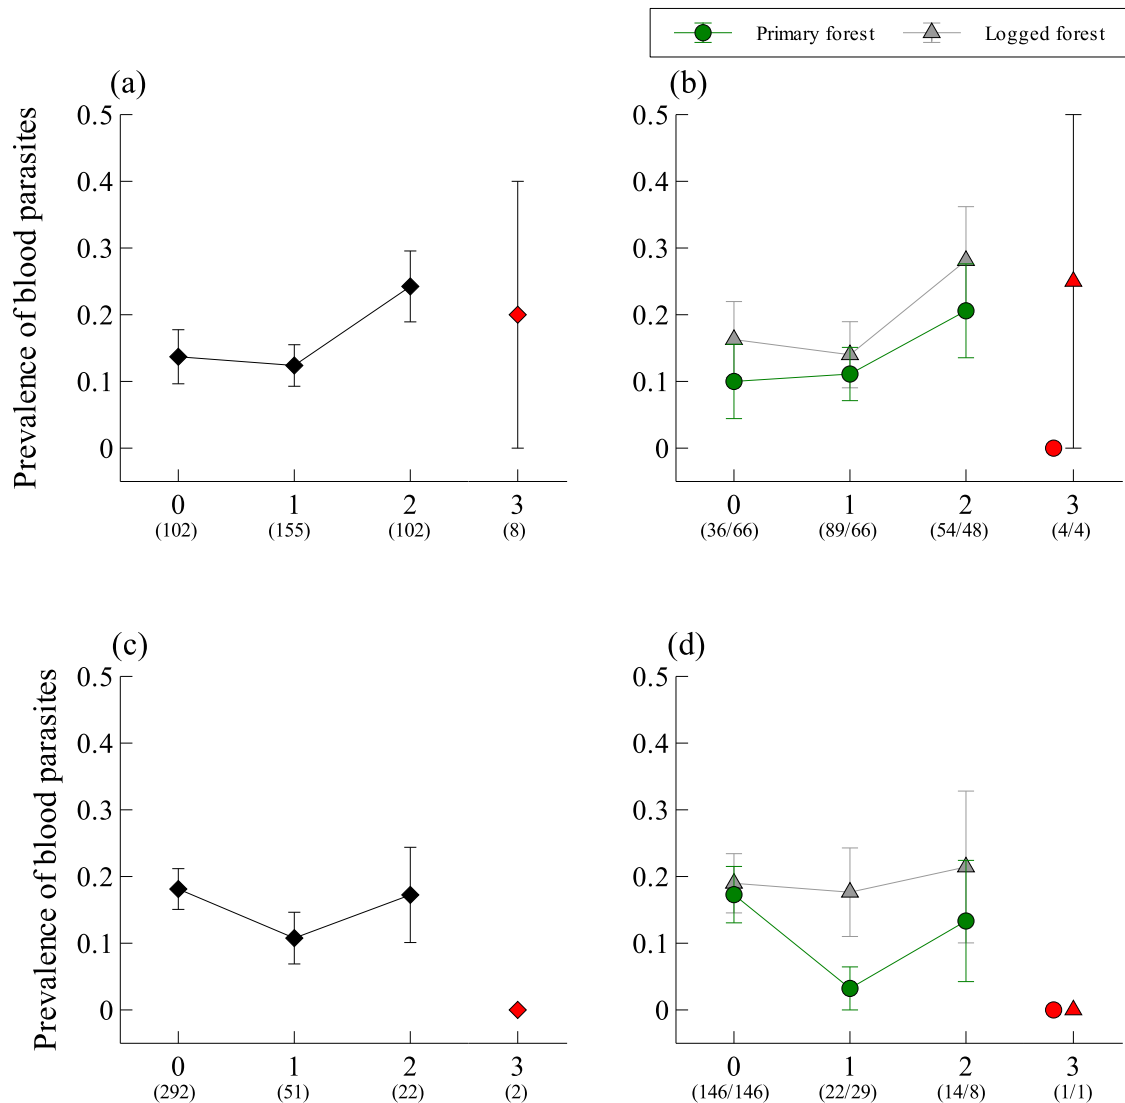 Primary forest Logged forest
(a) (b)
Prevalence of blood parasites
0.5
0.4
0.3
0.2
0.1
0
0 1 2 3
(102) (155) (102) (8)
0.5
0.4
0.3
0.2
0.1
0
0 1 2 3
(36/66) (89/66) (54/48) (4/4)
(c) (d)
Prevalence of blood parasites
0.5
0.4
0.3
0.2
0.1
0
0 1 2 3
(292) (51) (22) (2)
0.5
0.4
0.3
0.2
0.1
0
0 1 2 3
(146/146) (22/29) (14/8) (1/1)